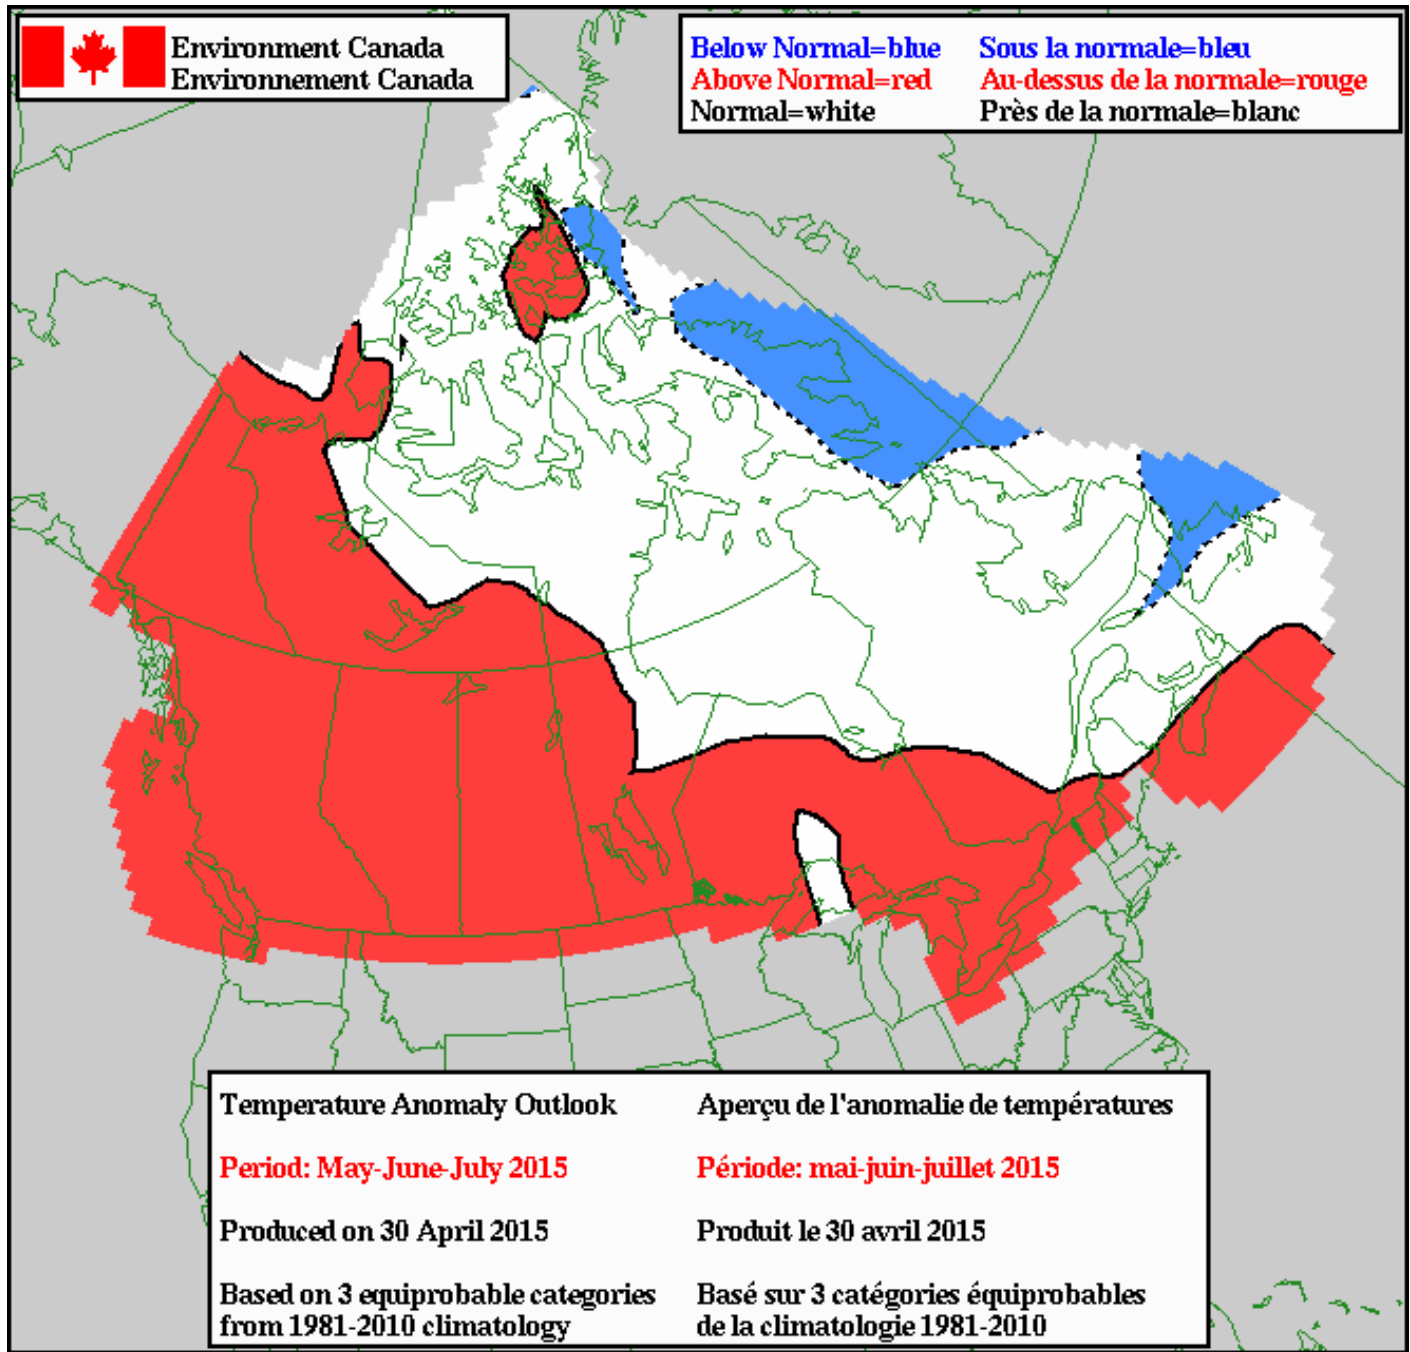 Environment Canada
Environnement Canada
Below Normal=blue Sous la normale=bleu
Above Normal=red Au-dessus de la normale=rouge
Normal=white Près de la normale=blanc
Temperature Anomaly Outlook Aperçu de l'anomalie de températures
Period: May-June-July 2015 Période: mai-juin-juillet 2015
Produced on 30 April 2015 Produit le 30 avril 2015
Based on 3 equiprobable categories Basé sur 3 catégories équiprobables
from 1981-2010 climatology de la climatologie 1981-2010